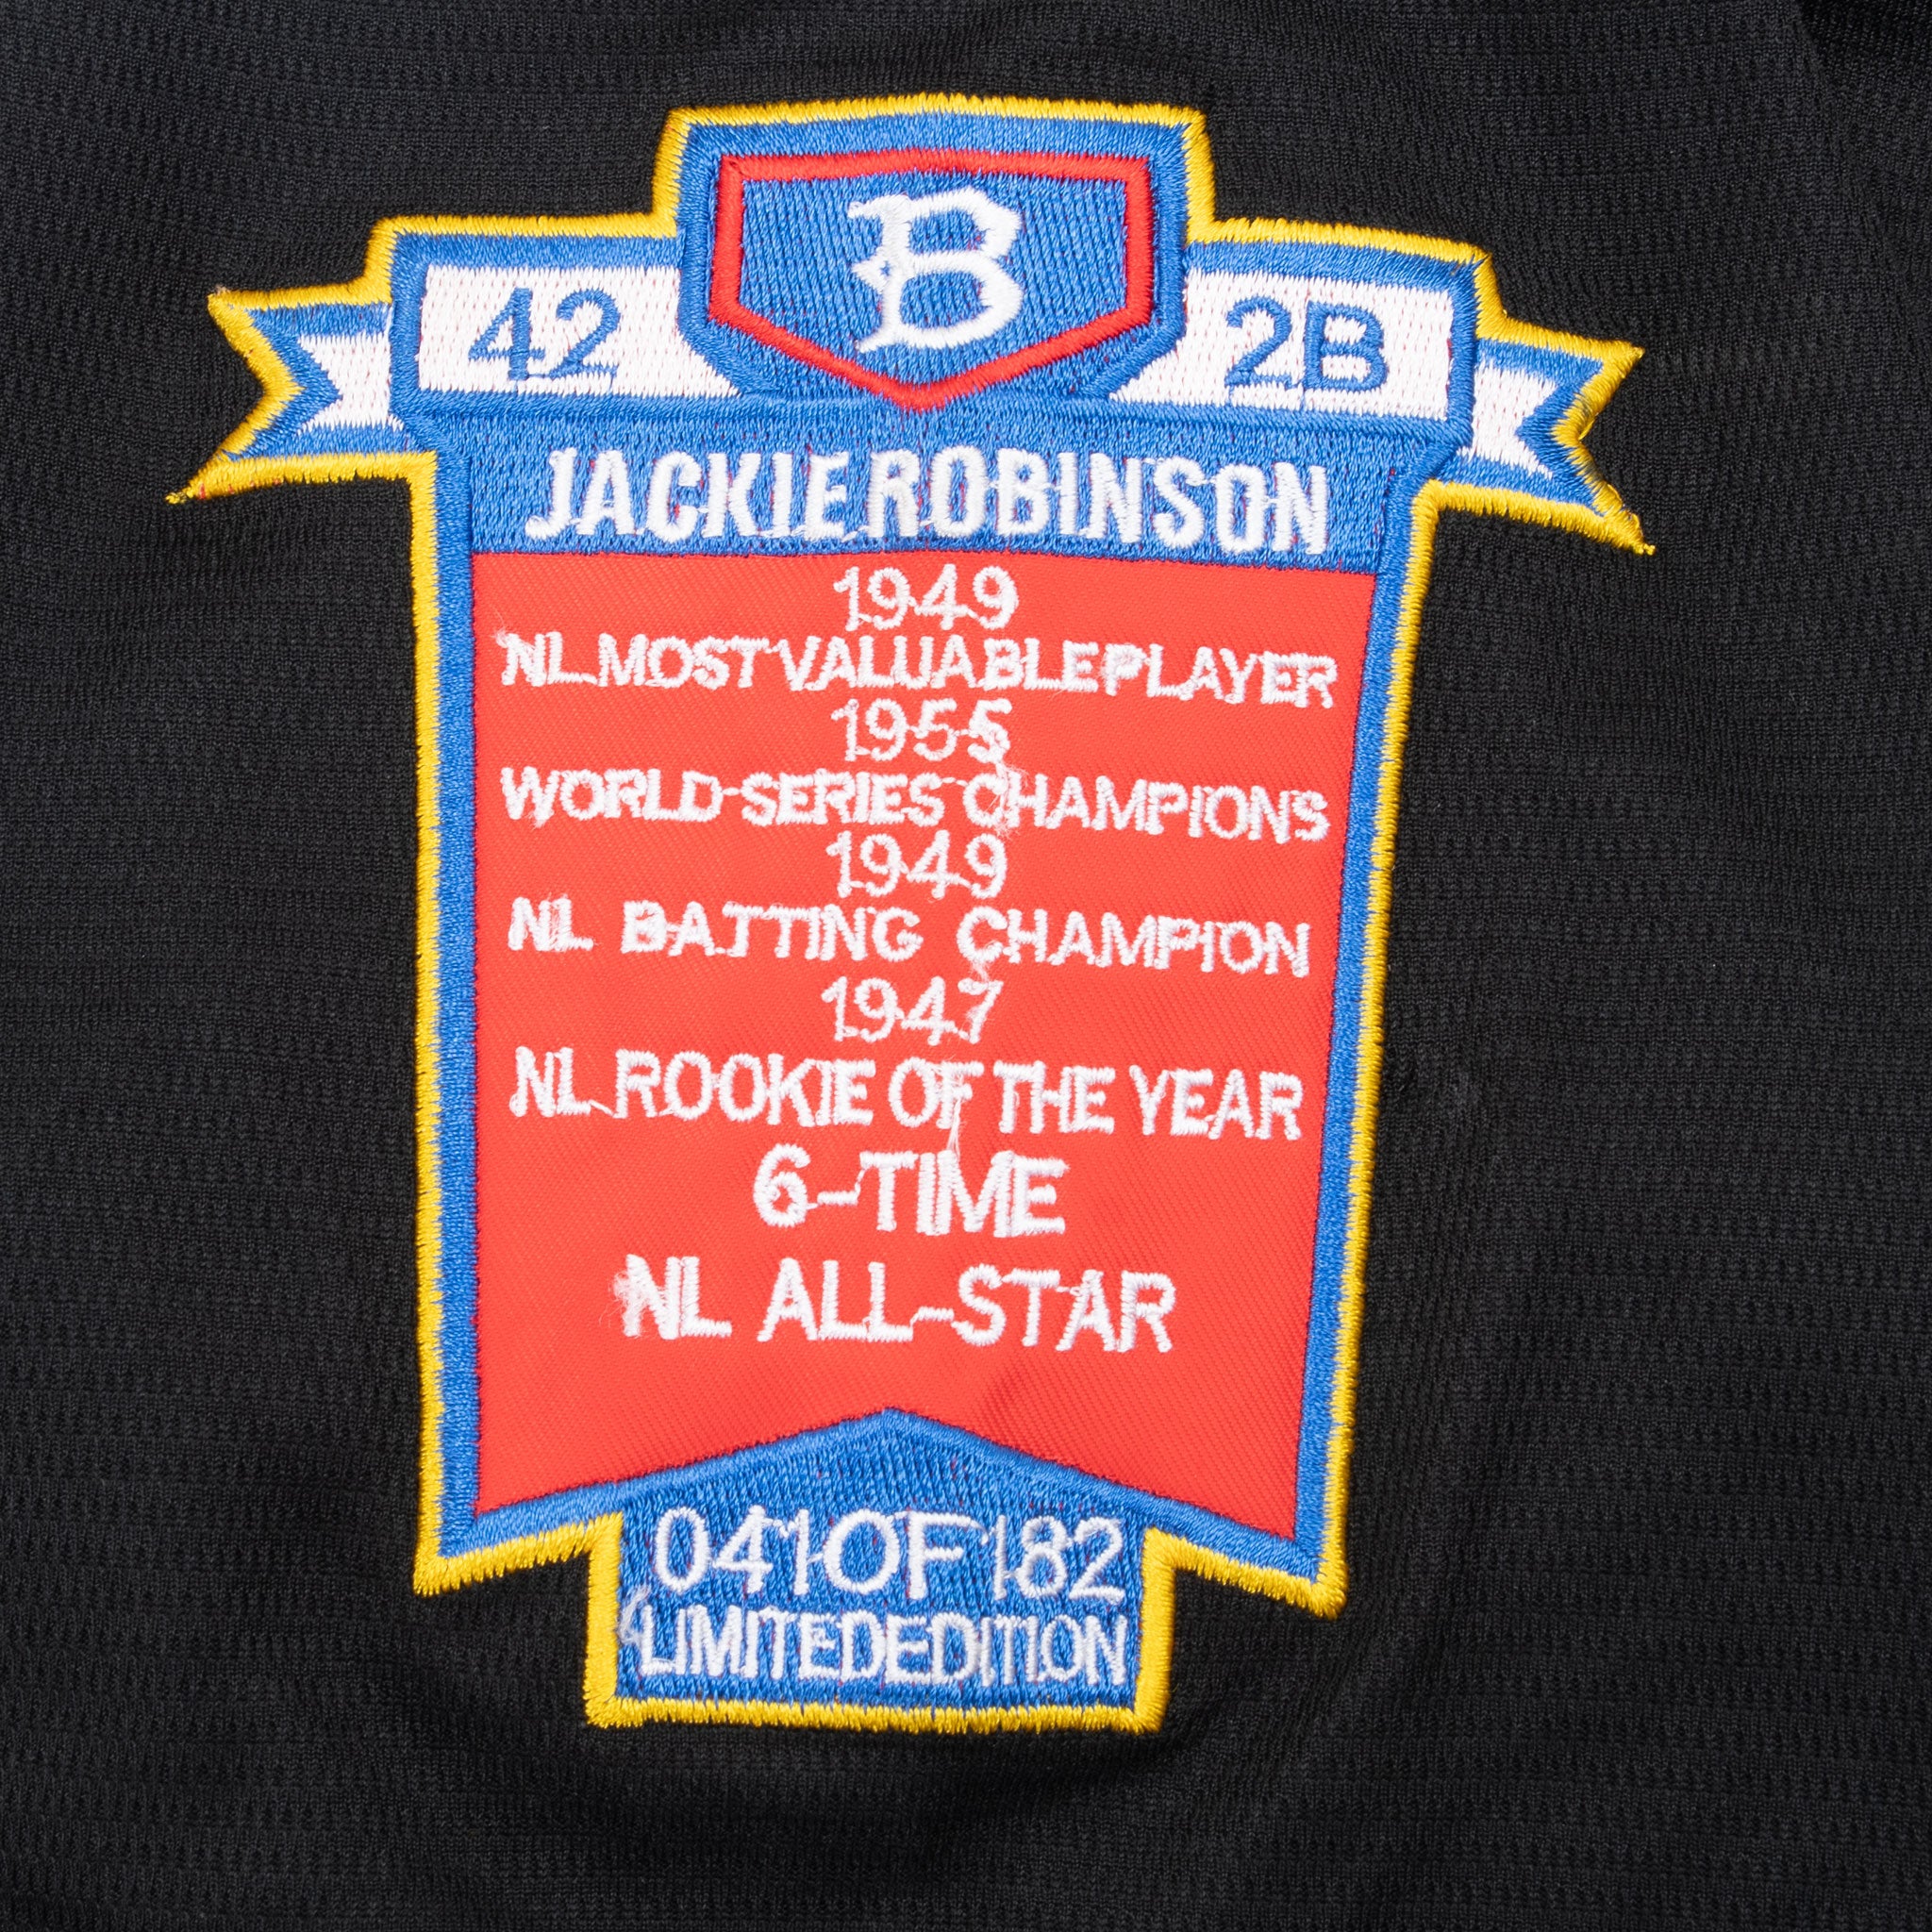 B
42 2B
JACKIE ROBINSON
1949
NL MOST VALUABLE PLAYER
1955
WORLD SERIES CHAMPIONS
1949
NL BATTING CHAMPION
1947
NL ROOKIE OF THE YEAR
6-TIME
NL ALL-STAR
041 OF 182
LIMITED EDITION